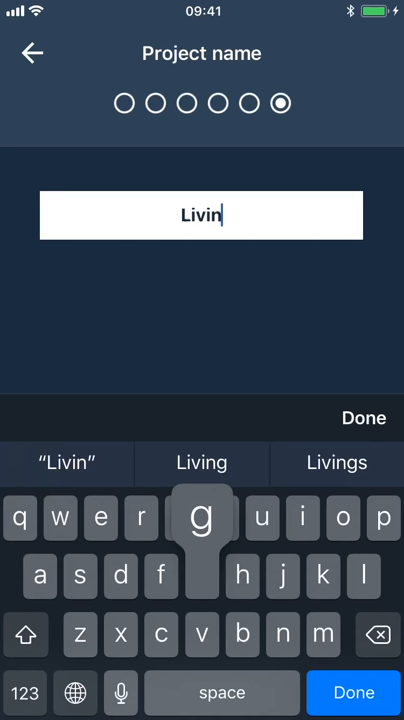 09:41
Project name
Livin
Done
“Livin” Living Livings
q w e r g u i o p
a s d f h j k l
z x c v b n m
123 space Done